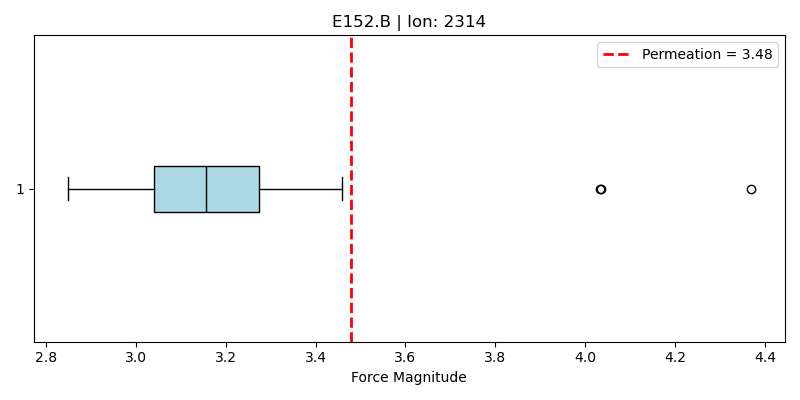 E152.B | Ion: 2314
Permeation = 3.48
1
2.8 3.0 3.2 3.4 3.6 3.8 4.0 4.2 4.4
Force Magnitude